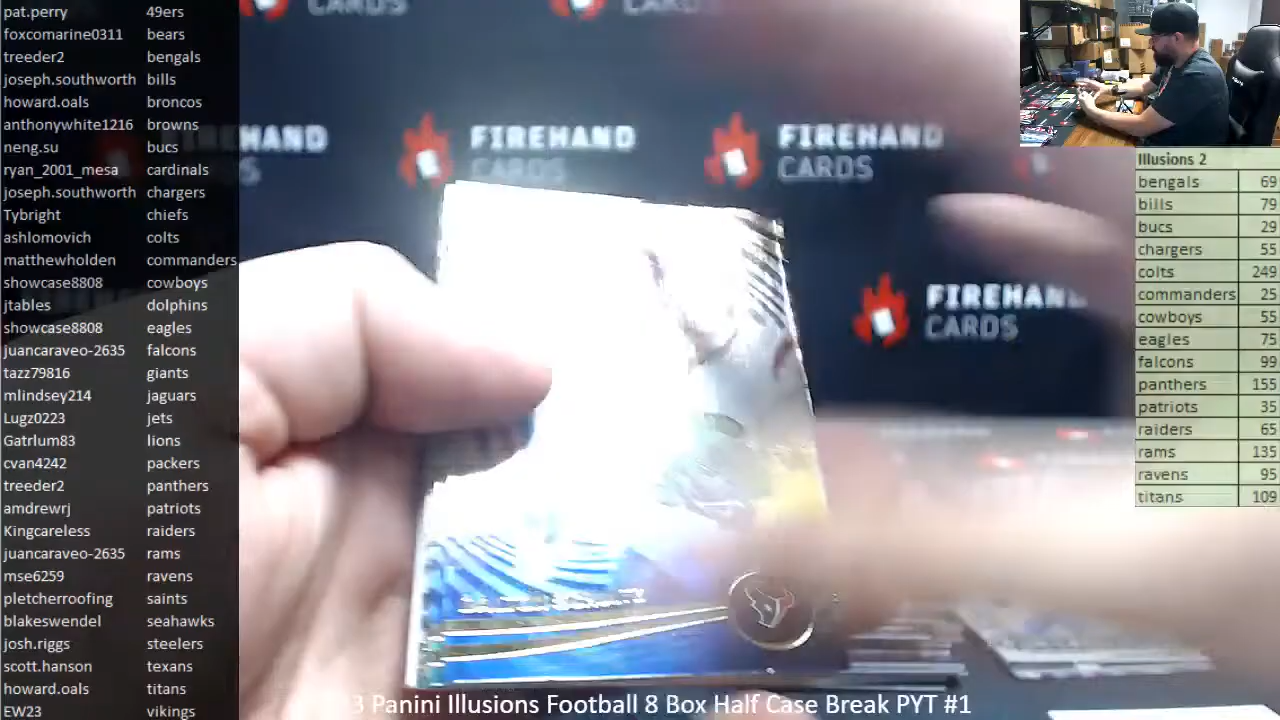 pat.perry 49ers
foxcomarine0311 bears
treeder2 bengals
joseph.southworth bills
howard.oals broncos
anthonywhite1216 browns
neng.su bucs
ryan_2001_mesa cardinals
joseph.southworth chargers
Tybright chiefs
ashlomovich colts
matthewholden commanders
showcase8808 cowboys
jtables dolphins
showcase8808 eagles
juancaraveo-2635 falcons
tazz79816 giants
mlindsey214 jaguars
Lugz0223 jets
Gatrlum83 lions
cvan4242 packers
treeder2 panthers
amdrewrj patriots
Kingcareless raiders
juancaraveo-2635 rams
mse6259 ravens
pletcherroofing saints
blakeswendel seahawks
josh.riggs steelers
scott.hanson texans
howard.oals titans
EW23 vikings
CARDS
FIREHAND
CARDS
FIREHAND
CARDS
FIREHAND
CARDS
Illusions 2
bengals 69
bills 79
bucs 29
chargers 55
colts 249
commanders 25
cowboys 55
eagles 75
falcons 99
panthers 155
patriots 35
raiders 65
rams 135
ravens 95
titans 109
3 Panini Illusions Football 8 Box Half Case Break PYT #1